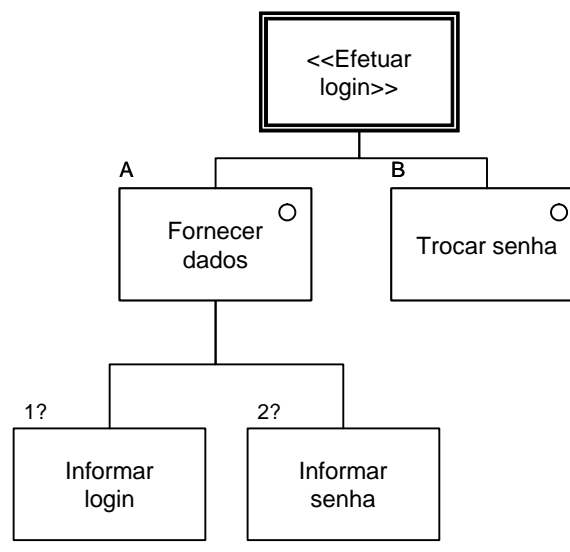 <<Efetuar
login>>
A
B
Fornecer
dados
Trocar senha
1?
2?
Informar
login
Informar
senha